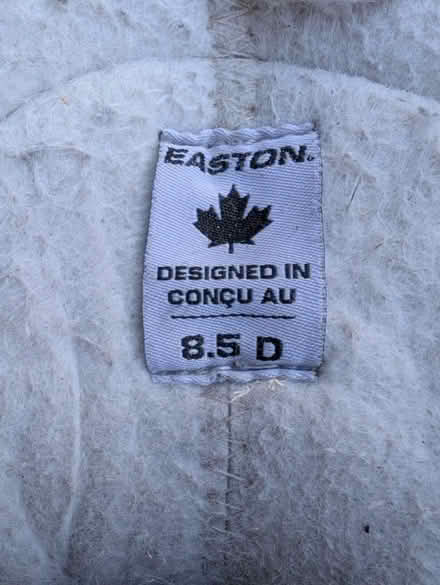 EASTON.
DESIGNED IN
CONÇU AU
8.5 D